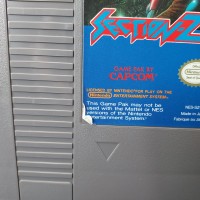 SECTION-Z
GAME PAK BY
CAPCOM
LICENSED BY NINTENDO FOR PLAY ON THE
Nintendo
ENTERTAINMENT SYSTEM
This Game Pak may not be
used with the Mattel or NES
versions of the Nintendo
Entertainment System.
Nintendo
Made in